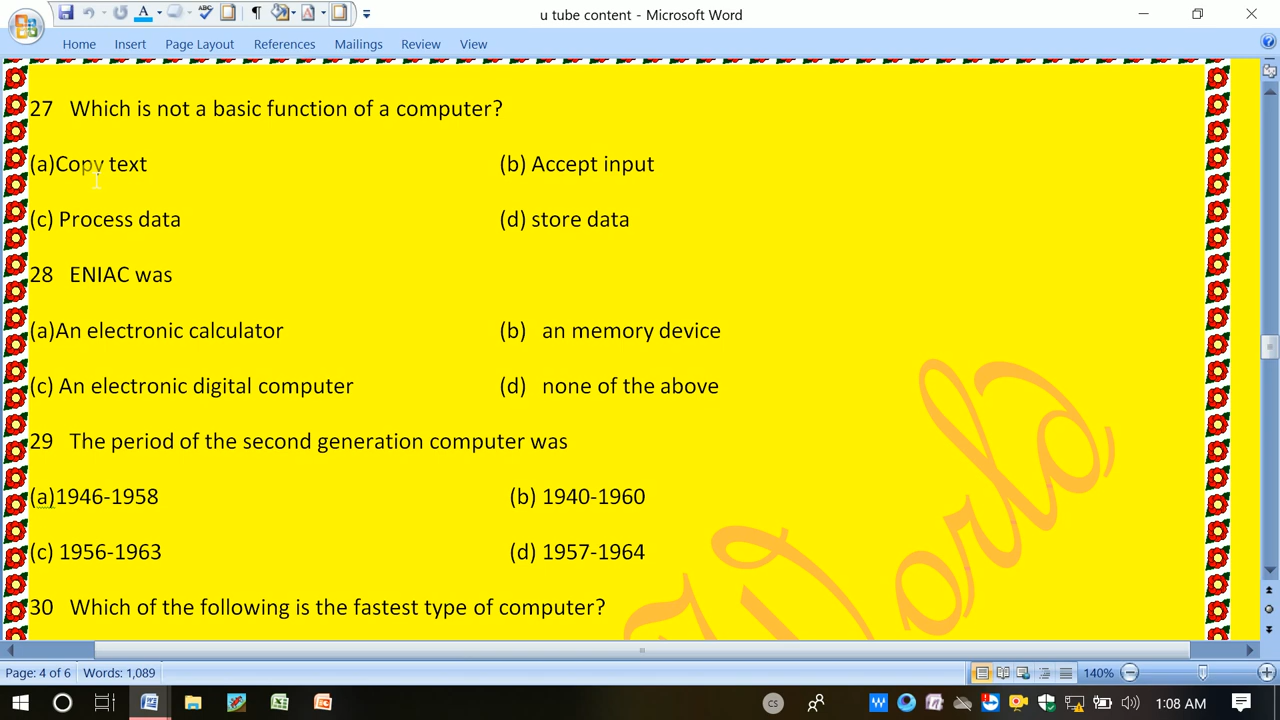 u tube content - Microsoft Word
Home Insert Page Layout References Mailings Review View
27 Which is not a basic function of a computer?
(a)Copy text (b) Accept input
(c) Process data (d) store data
28 ENIAC was
(a)An electronic calculator (b) an memory device
(c) An electronic digital computer (d) none of the above
29 The period of the second generation computer was
(a)1946-1958 (b) 1940-1960
(c) 1956-1963 (d) 1957-1964
30 Which of the following is the fastest type of computer?
World
Page: 4 of 6 Words: 1,089 140%
CS 1:08 AM